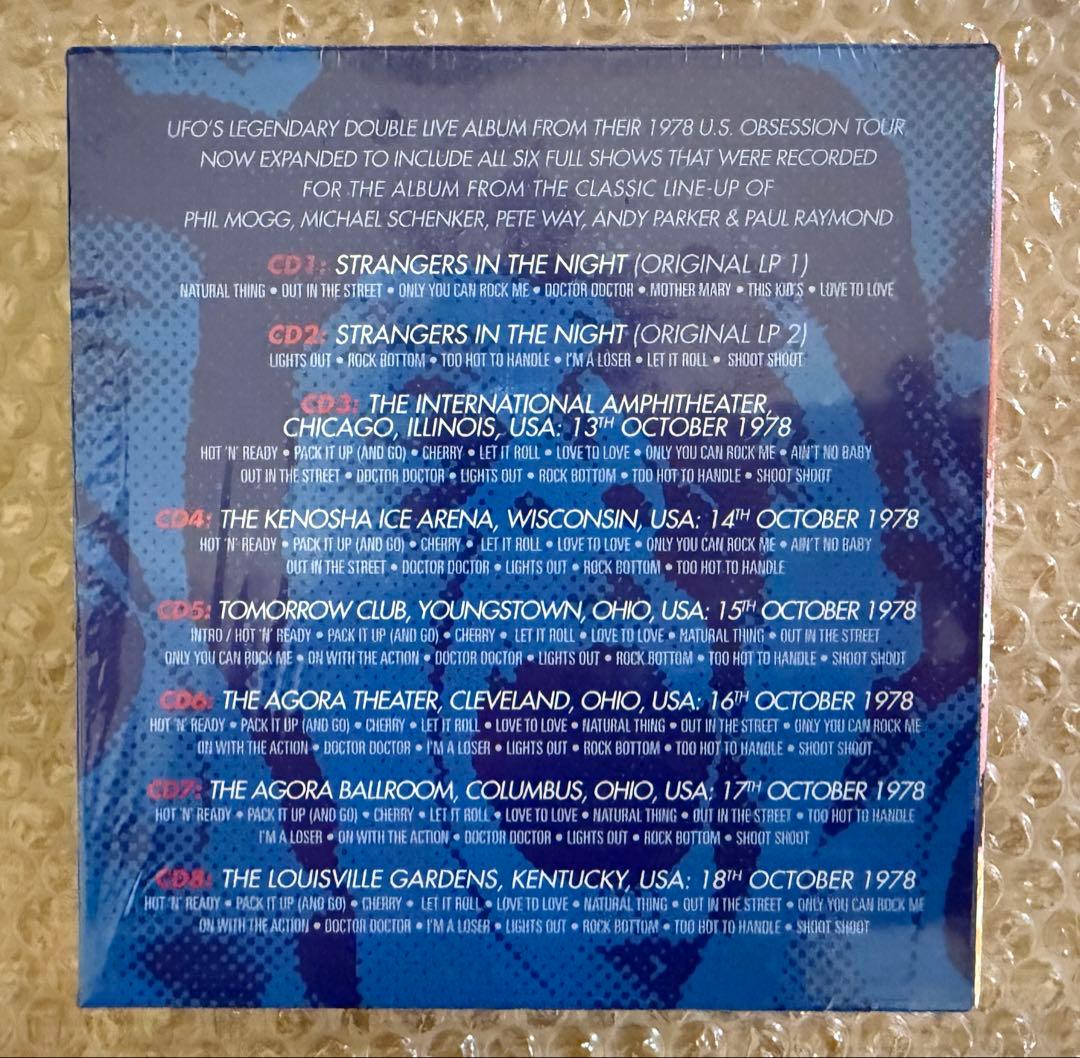 UFO'S LEGENDARY DOUBLE LIVE ALBUM FROM THEIR 1978 U.S. OBSESSION TOUR
NOW EXPANDED TO INCLUDE ALL SIX FULL SHOWS THAT WERE RECORDED
FOR THE ALBUM FROM THE CLASSIC LINE-UP OF
PHIL MOGG, MICHAEL SCHENKER, PETE WAY, ANDY PARKER & PAUL RAYMOND
CD1: STRANGERS IN THE NIGHT (ORIGINAL LP 1)
NATURAL THING • OUT IN THE STREET • ONLY YOU CAN ROCK ME • DOCTOR DOCTOR • MOTHER MARY • THIS KID'S • LOVE TO LOVE
CD2: STRANGERS IN THE NIGHT (ORIGINAL LP 2)
LIGHTS OUT • ROCK BOTTOM • TOO HOT TO HANDLE • I'M A LOSER • LET IT ROLL • SHOOT SHOOT
CD3: THE INTERNATIONAL AMPHITHEATER,
CHICAGO, ILLINOIS, USA: 13TH OCTOBER 1978
HOT 'N' READY • PACK IT UP (AND GO) • CHERRY • LET IT ROLL • LOVE TO LOVE • ONLY YOU CAN ROCK ME • AIN'T NO BABY
OUT IN THE STREET • DOCTOR DOCTOR • LIGHTS OUT • ROCK BOTTOM • TOO HOT TO HANDLE • SHOOT SHOOT
CD4: THE KENOSHA ICE ARENA, WISCONSIN, USA: 14TH OCTOBER 1978
HOT 'N' READY • PACK IT UP (AND GO) • CHERRY • LET IT ROLL • LOVE TO LOVE • ONLY YOU CAN ROCK ME • AIN'T NO BABY
OUT IN THE STREET • DOCTOR DOCTOR • LIGHTS OUT • ROCK BOTTOM • TOO HOT TO HANDLE
CD5: TOMORROW CLUB, YOUNGSTOWN, OHIO, USA: 15TH OCTOBER 1978
INTRO / HOT 'N' READY • PACK IT UP (AND GO) • CHERRY • LET IT ROLL • LOVE TO LOVE • NATURAL THING • OUT IN THE STREET
ONLY YOU CAN ROCK ME • ON WITH THE ACTION • DOCTOR DOCTOR • LIGHTS OUT • ROCK BOTTOM • TOO HOT TO HANDLE • SHOOT SHOOT
CD6: THE AGORA THEATER, CLEVELAND, OHIO, USA: 16TH OCTOBER 1978
HOT 'N' READY • PACK IT UP (AND GO) • CHERRY • LET IT ROLL • LOVE TO LOVE • NATURAL THING • OUT IN THE STREET • ONLY YOU CAN ROCK ME
ON WITH THE ACTION • DOCTOR DOCTOR • I'M A LOSER • LIGHTS OUT • ROCK BOTTOM • TOO HOT TO HANDLE • SHOOT SHOOT
CD7: THE AGORA BALLROOM, COLUMBUS, OHIO, USA: 17TH OCTOBER 1978
HOT 'N' READY • PACK IT UP (AND GO) • CHERRY • LET IT ROLL • LOVE TO LOVE • NATURAL THING • OUT IN THE STREET • TOO HOT TO HANDLE
I'M A LOSER • ON WITH THE ACTION • DOCTOR DOCTOR • LIGHTS OUT • ROCK BOTTOM • SHOOT SHOOT
CD8: THE LOUISVILLE GARDENS, KENTUCKY, USA: 18TH OCTOBER 1978
HOT 'N' READY • PACK IT UP (AND GO) • CHERRY • LET IT ROLL • LOVE TO LOVE • NATURAL THING • OUT IN THE STREET • ONLY YOU CAN ROCK ME
ON WITH THE ACTION • DOCTOR DOCTOR • I'M A LOSER • LIGHTS OUT • ROCK BOTTOM • TOO HOT TO HANDLE • SHOOT SHOOT